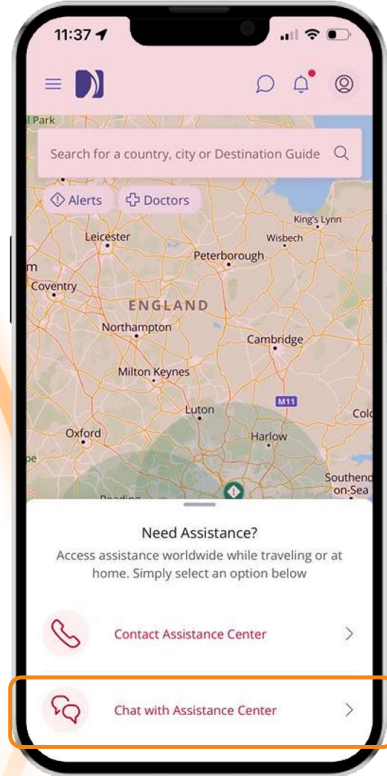 11:37
l Park
Search for a country, city or Destination Guide
Alerts
Doctors
King's Lynn
Leicester
Wisbech
Peterborough
m
Coventry
ENGLAND
Northampton
Cambridge
Milton Keynes
M11
Luton
Colc
Oxford
Harlow
pe
Southend
on-Sea
Need Assistance?
Access assistance worldwide while traveling or at
home. Simply select an option below
Contact Assistance Center
Chat with Assistance Center